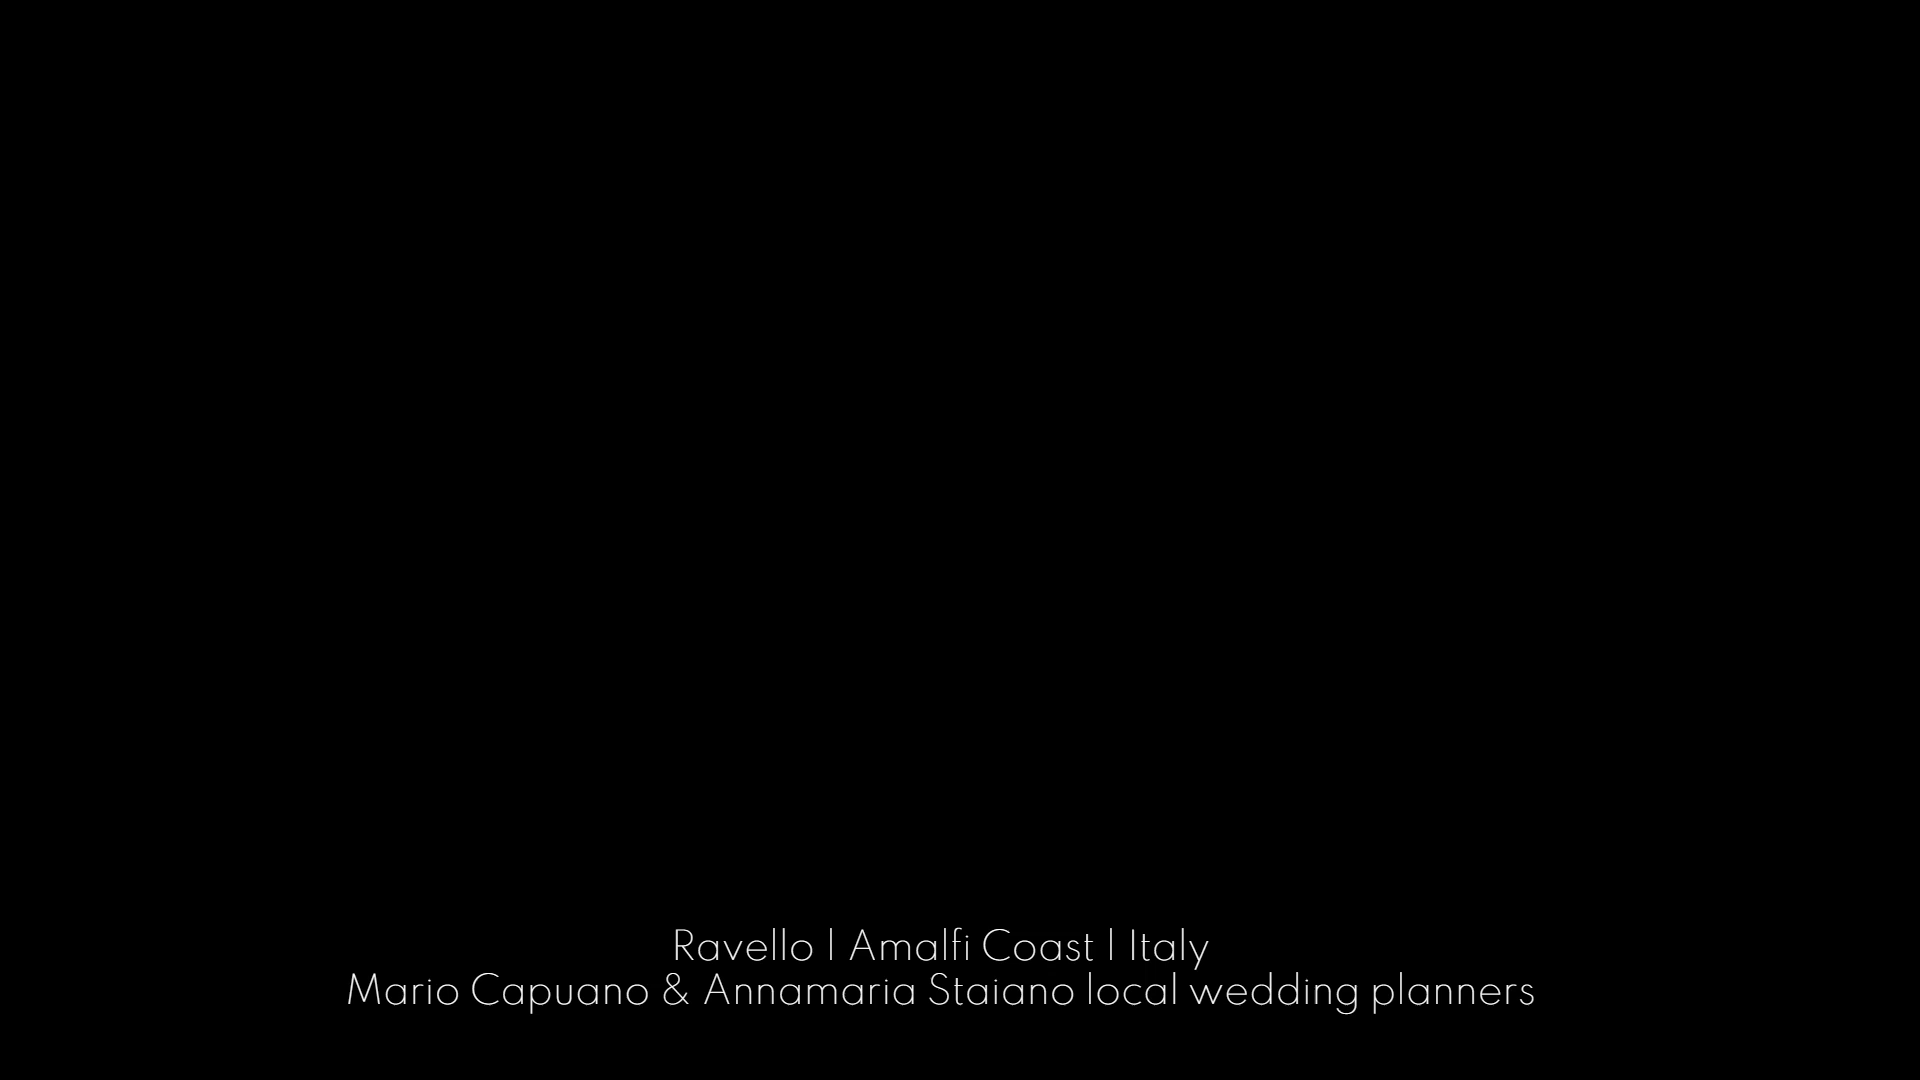 Ravello | Amalfi Coast | Italy
Mario Capuano & Annamaria Staiano local wedding planners